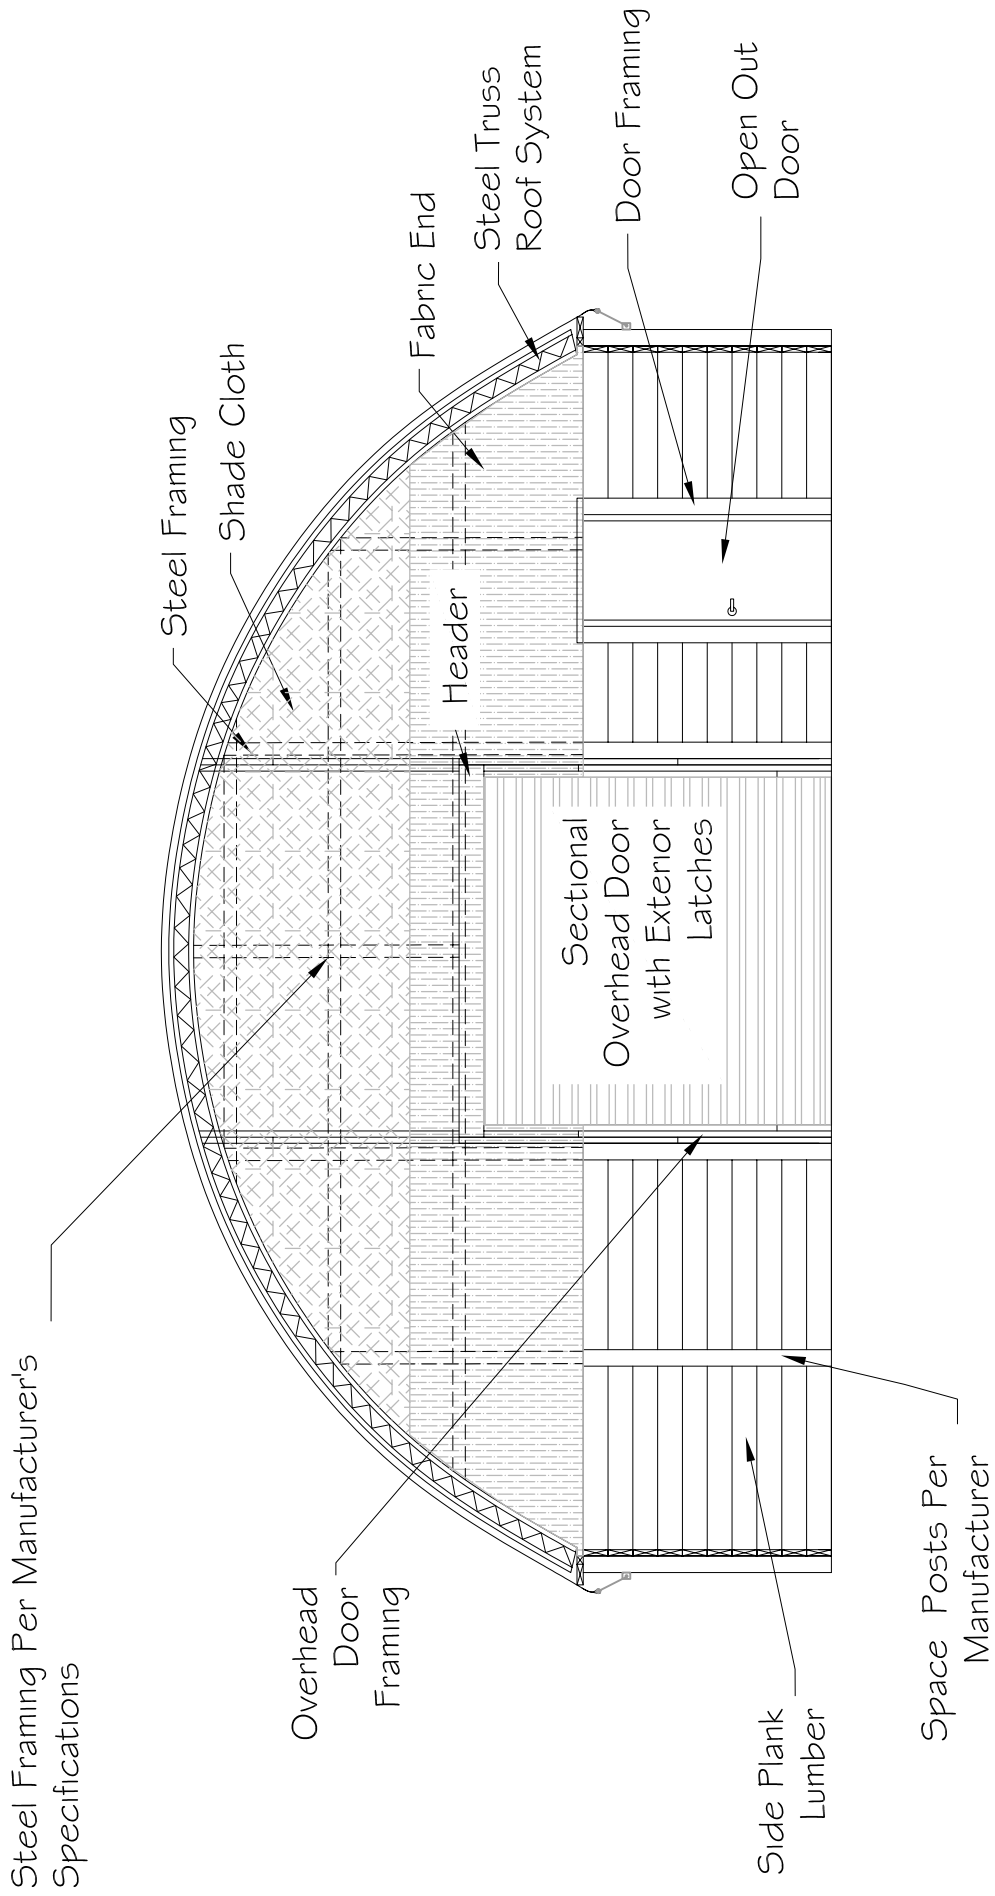 Steel Framing Per Manufacturer's
Specifications
Steel Framing
Shade Cloth
Fabric End
Steel Truss
Roof System
Door Framing
Open Out
Door
Header
Sectional
Overhead Door
with Exterior
Latches
Overhead
Door
Framing
Side Plank
Lumber
Space Posts Per
Manufacturer